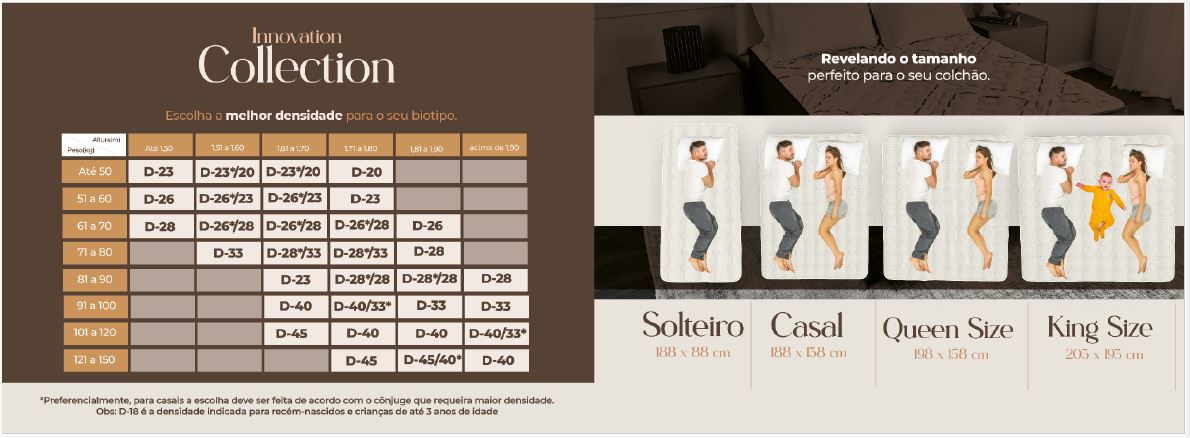 Innovation
Collection
Escolha a melhor densidade para o seu biotipo.
Altura(m)
Peso(kg)
Até 1,50 1,51 a 1,60 1,61 a 1,70 1,71 a 1,80 1,81 a 1,90 acima de 1,90
Até 50 D-23 D-23*/20 D-23*/20 D-20
51 a 60 D-26 D-26*/23 D-26*/23 D-23
61 a 70 D-28 D-26*/28 D-26*/28 D-26*/28 D-26
71 a 80 D-33 D-28*/33 D-28*/33 D-28
81 a 90 D-23 D-28*/28 D-28*/28 D-28
91 a 100 D-40 D-40/33* D-33 D-33
101 a 120 D-45 D-40 D-40 D-40/33*
121 a 150 D-45 D-45/40* D-40
*Preferencialmente, para casais a escolha deve ser feita de acordo com o cônjuge que requeira maior densidade.
Obs: D-18 é a densidade indicada para recém-nascidos e crianças de até 3 anos de idade
Revelando o tamanho
perfeito para o seu colchão.
Solteiro Casal Queen Size King Size
188 x 88 cm 188 x 138 cm 198 x 158 cm 203 x 193 cm